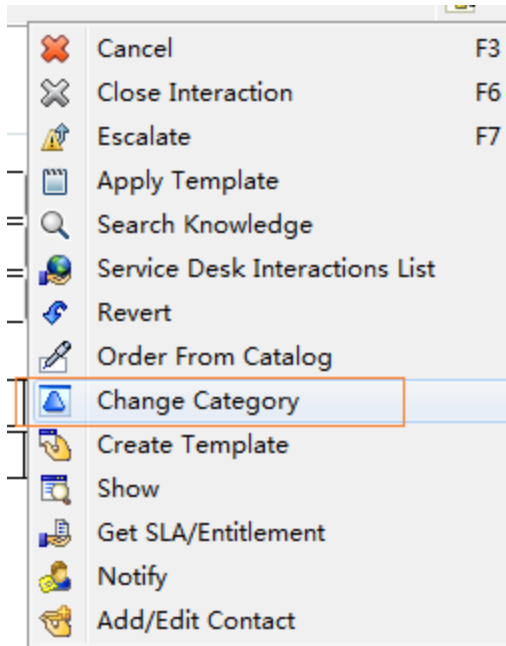 Cancel F3
Close Interaction F6
Escalate F7
Apply Template
Search Knowledge
Service Desk Interactions List
Revert
Order From Catalog
Change Category
Create Template
Show
Get SLA/Entitlement
Notify
Add/Edit Contact